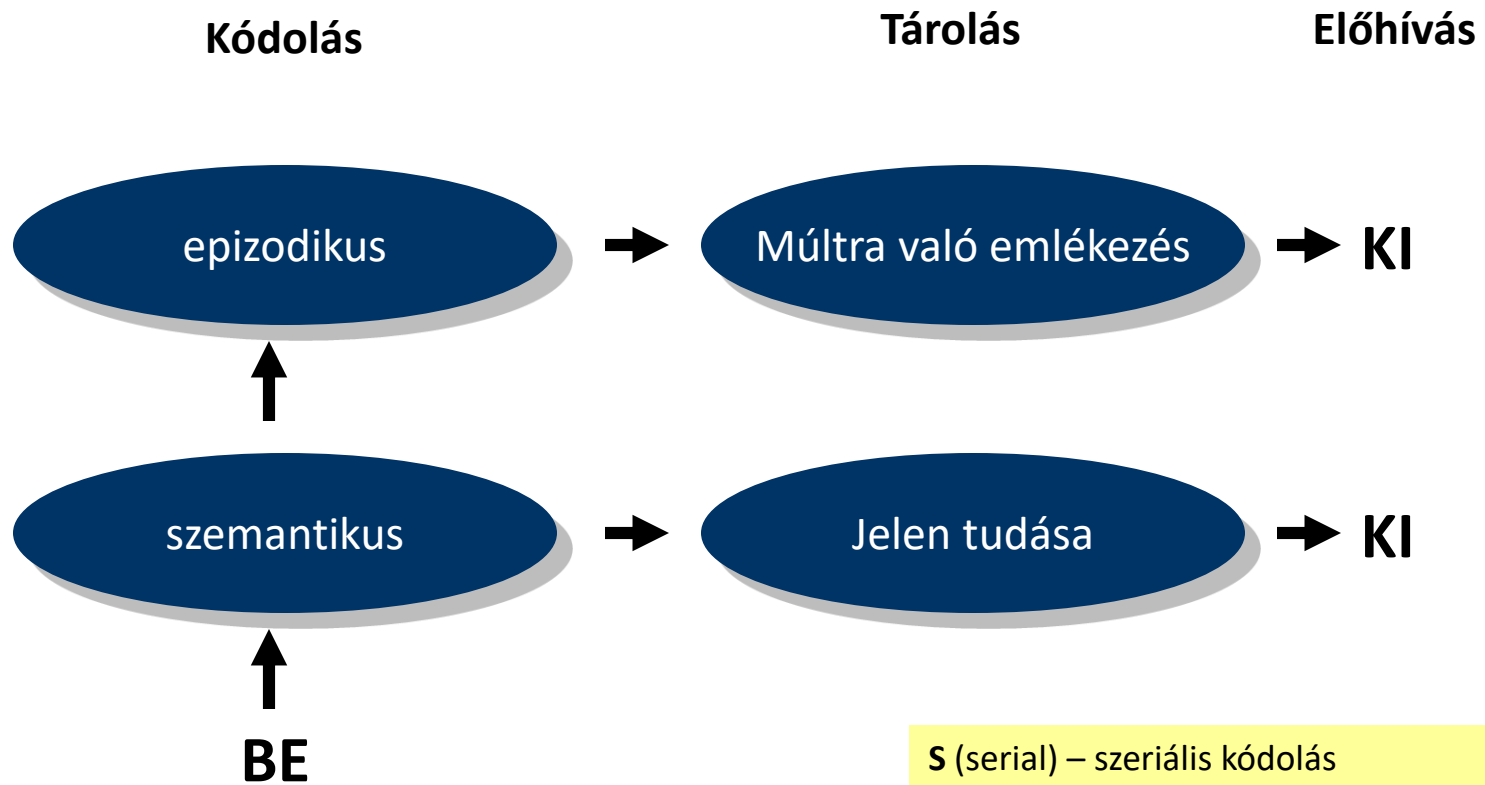 Kódolás
Tárolás
Előhívás
epizodikus
Múltra való emlékezés
KI
szemantikus
Jelen tudása
KI
BE
S (serial) – szeriális kódolás